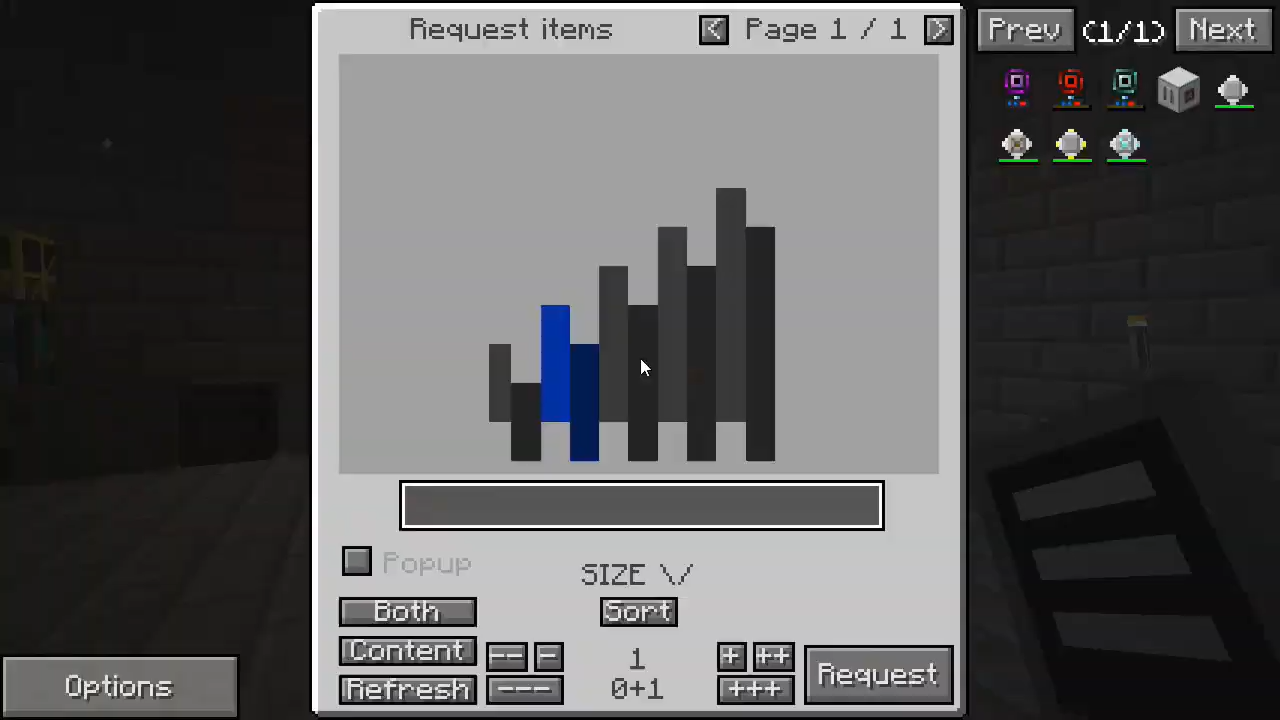 Request items
< Page 1 / 1 >
Prev (1/1) Next
Popup
SIZE \/
Both
Sort
Content
-- - 1 + ++
Refresh
--- 0+1 +++
Request
Options